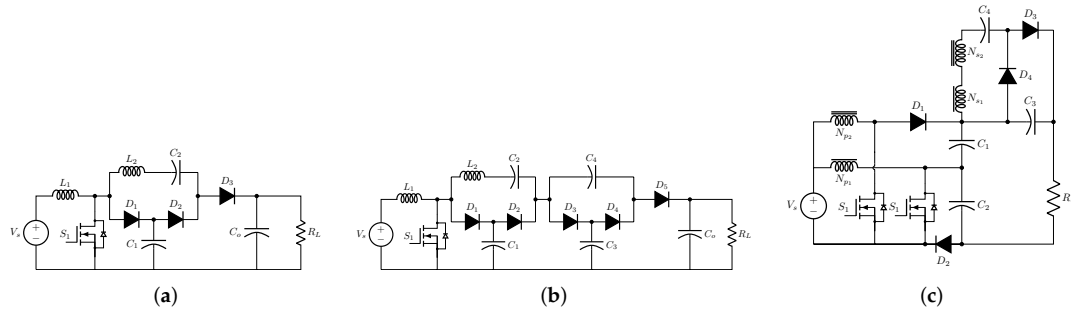 C4
D3
Ns2
D4
Ns1
C3
D1
Np2
C1
Np1
Vs
S1
S1
C2
R
D2
(c)
L2
C2
D3
L1
D1
D2
Vs
S1
C1
Co
RL
(a)
C2
C4
L2
D5
L1
D1
D2
D3
D4
Vs
S1
C1
C3
Co
RL
(b)